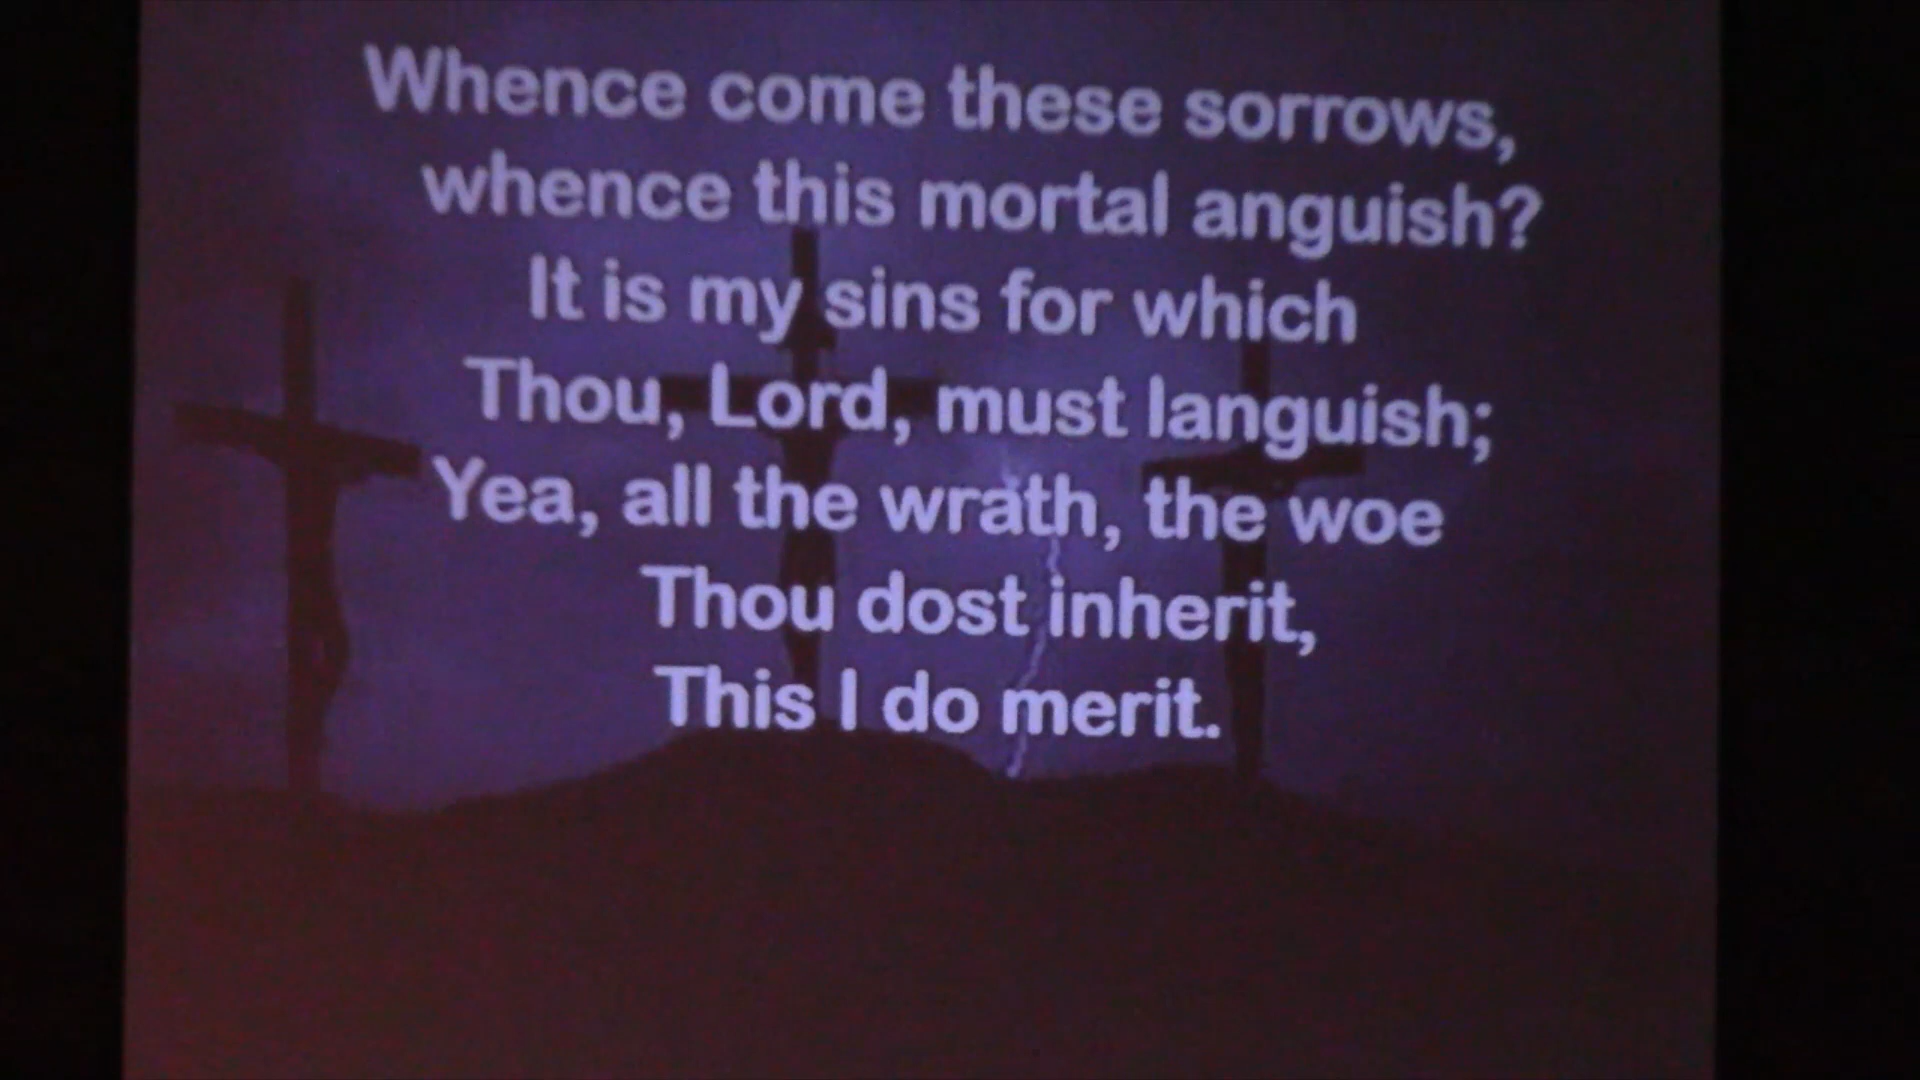 Whence come these sorrows,
whence this mortal anguish?
It is my sins for which
Thou, Lord, must languish;
Yea, all the wrath, the woe
Thou dost inherit,
This I do merit.